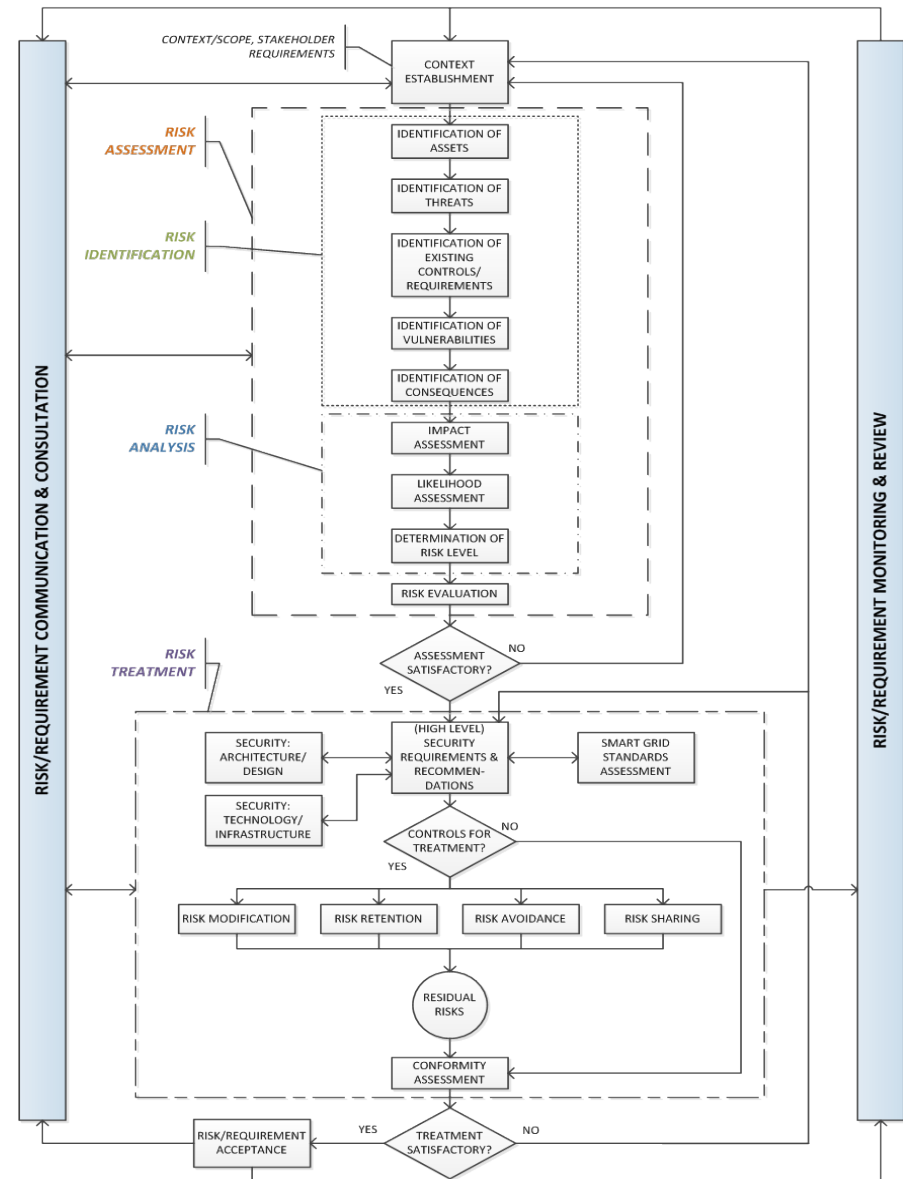 CONTEXT/SCOPE, STAKEHOLDER
REQUIREMENTS
CONTEXT
ESTABLISHMENT
RISK
ASSESSMENT
IDENTIFICATION OF
ASSETS
IDENTIFICATION OF
THREATS
RISK
IDENTIFICATION
IDENTIFICATION OF
EXISTING
CONTROLS/
REQUIREMENTS
IDENTIFICATION OF
VULNERABILITIES
IDENTIFICATION OF
CONSEQUENCES
RISK
ANALYSIS
IMPACT
ASSESSMENT
LIKELIHOOD
ASSESSMENT
DETERMINATION OF
RISK LEVEL
RISK EVALUATION
RISK/REQUIREMENT COMMUNICATION & CONSULTATION
RISK/REQUIREMENT MONITORING & REVIEW
RISK
TREATMENT
ASSESSMENT
SATISFACTORY?
NO
YES
SECURITY:
ARCHITECTURE/
DESIGN
(HIGH LEVEL)
SECURITY
REQUIREMENTS &
RECOMMEN-
DATIONS
SMART GRID
STANDARDS
ASSESSMENT
SECURITY:
TECHNOLOGY/
INFRASTRUCTURE
CONTROLS FOR
TREATMENT?
NO
YES
RISK MODIFICATION
RISK RETENTION
RISK AVOIDANCE
RISK SHARING
RESIDUAL
RISKS
CONFORMITY
ASSESSMENT
RISK/REQUIREMENT
ACCEPTANCE
YES
TREATMENT
SATISFACTORY?
NO